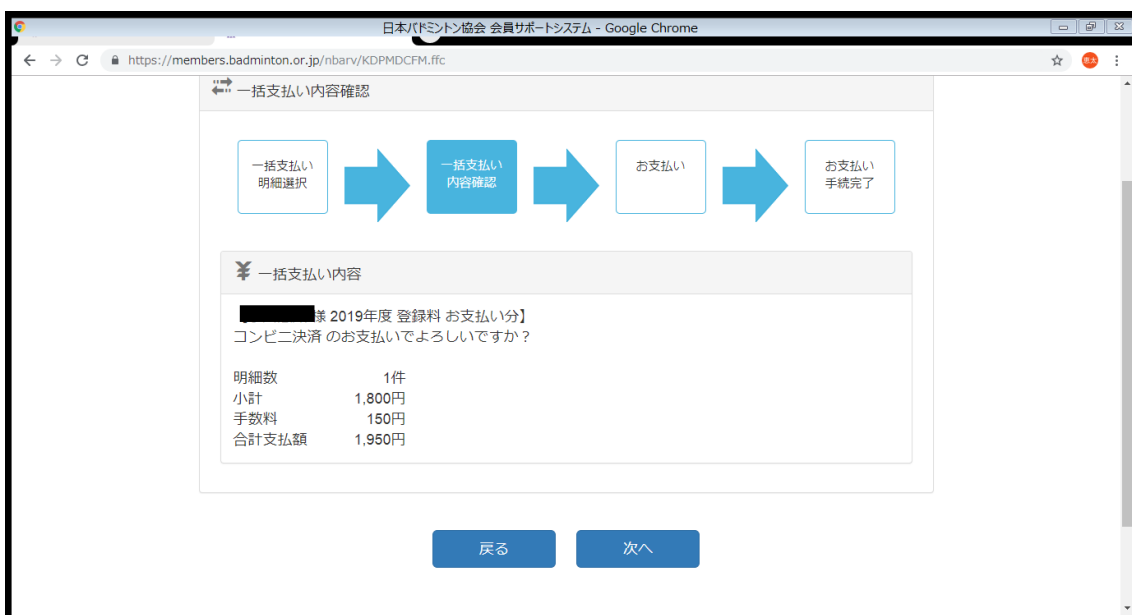 日本バドミントン協会 会員サポートシステム - Google Chrome
https://members.badminton.or.jp/nbarv/KDPMDCFM.ffc
一括支払い内容確認
一括支払い
明細選択
一括支払い
内容確認
お支払い
お支払い
手続完了
一括支払い内容
様 2019年度 登録料 お支払い分】
コンビニ決済 のお支払いでよろしいですか？
明細数 1件
小計 1,800円
手数料 150円
合計支払額 1,950円
戻る
次へ